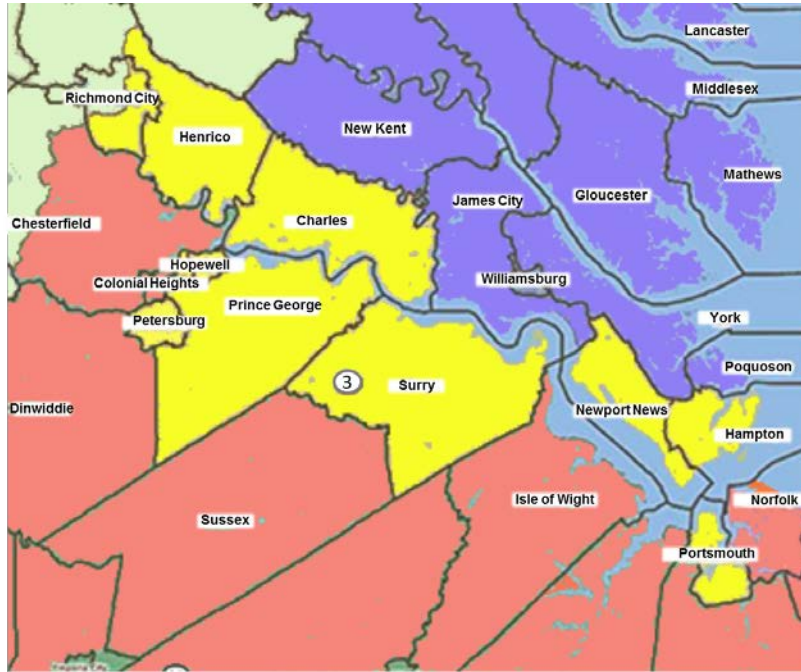 Lancaster
Middlesex
Richmond City
New Kent
Henrico
Mathews
Gloucester
James City
Charles
Chesterfield
Hopewell
Colonial Heights
Williamsburg
Prince George
Petersburg
York
Poquoson
3
Surry
Dinwiddie
Newport News
Hampton
Isle of Wight
Norfolk
Sussex
Portsmouth